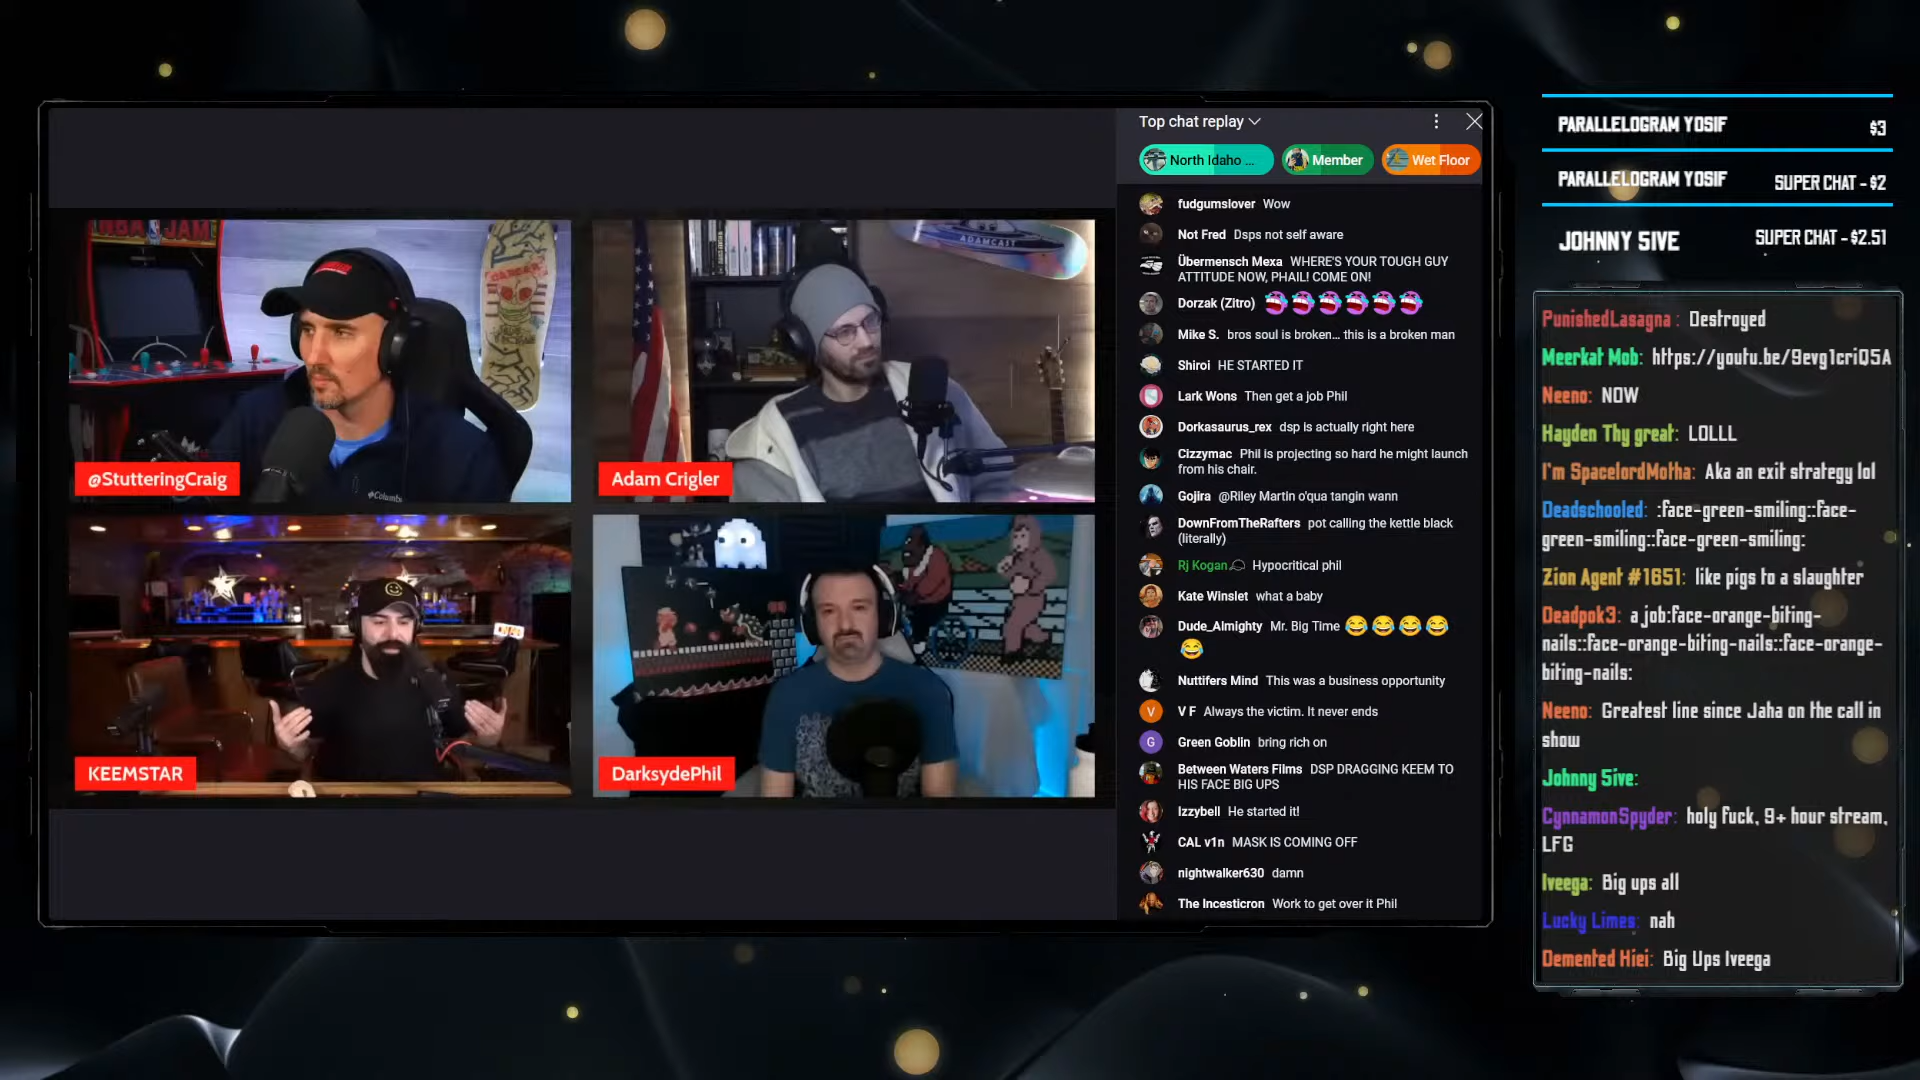 NBA JAM
ADAMCAST
@StutteringCraig
Columbia
Adam Crigler
KEEMSTAR
DarksydePhil
Top chat replay
North Idaho ...
Member
Wet Floor
fudgumslover Wow
Not Fred Dsps not self aware
Übermensch Mexa WHERE'S YOUR TOUGH GUY
ATTITUDE NOW, PHAIL! COME ON!
Dorzak (Zitro)
Mike S. bros soul is broken... this is a broken man
Shiroi HE STARTED IT
Lark Wons Then get a job Phil
Dorkasaurus_rex dsp is actually right here
Cizzymac Phil is projecting so hard he might launch
from his chair.
Gojira @Riley Martin o'qua tangin wann
DownFromTheRafters pot calling the kettle black
(literally)
Rj Kogan Hypocritical phil
Kate Winslet what a baby
Dude_Almighty Mr. Big Time 😂😂😂😂
😂
Nuttifers Mind This was a business opportunity
V F Always the victim. It never ends
Green Goblin bring rich on
Between Waters Films DSP DRAGGING KEEM TO
HIS FACE BIG UPS
Izzybell He started it!
CAL v1n MASK IS COMING OFF
nightwalker630 damn
The Incesticron Work to get over it Phil
PARALLELOGRAM YOSIF $3
PARALLELOGRAM YOSIF SUPER CHAT - $2
JOHNNY 5IVE SUPER CHAT - $2.51
PunishedLasagna : Destroyed
Meerkat Mob: https://youtu.be/9evg1criQ5A
Neeno: NOW
Hayden Thy great: LOLLL
I'm SpacelordMotha: Aka an exit strategy lol
Deadschooled: :face-green-smiling::face-
green-smiling::face-green-smiling:
Zion Agent #1651: like pigs to a slaughter
Deadpok3: a job:face-orange-biting-
nails::face-orange-biting-nails::face-orange-
biting-nails:
Neeno: Greatest line since Jaha on the call in
show
Johnny 5ive:
CynnamonSpyder: holy fuck, 9+ hour stream,
LFG
Iveega: Big ups all
Lucky Limes: nah
Demented Hiei: Big Ups Iveega